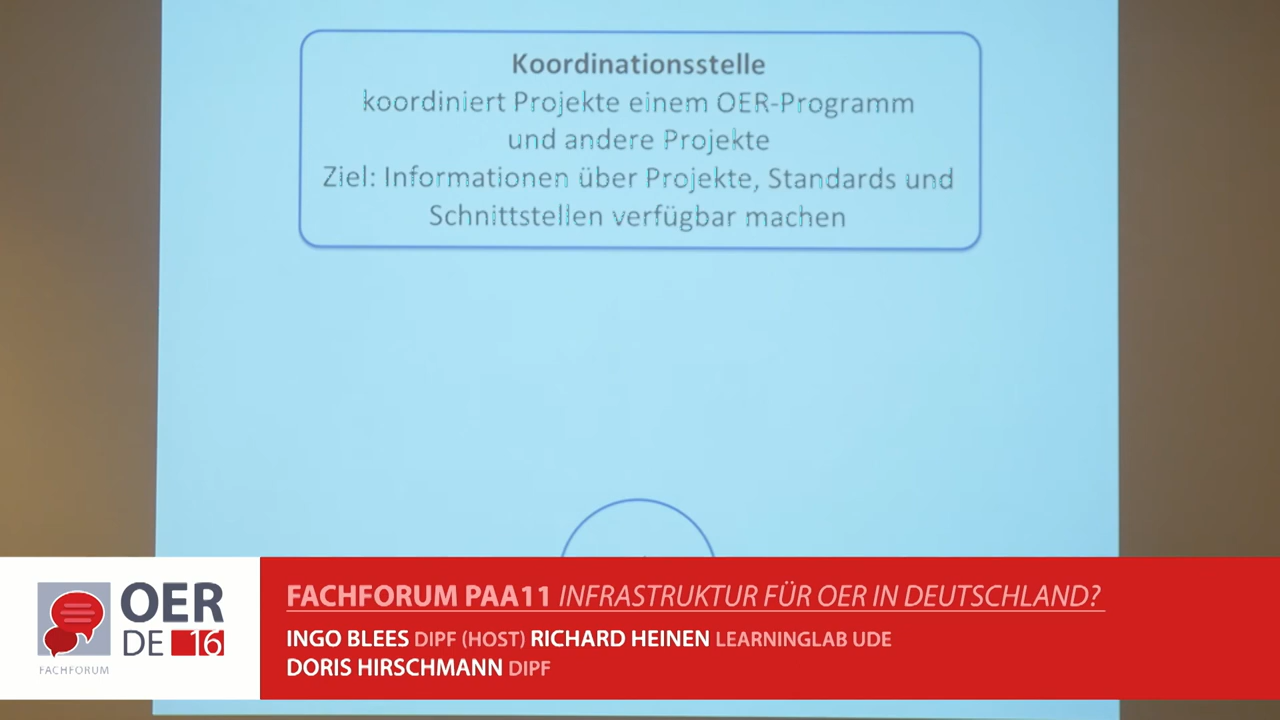 Koordinationsstelle
koordiniert Projekte einem OER-Programm
und andere Projekte
Ziel: Informationen über Projekte, Standards und
Schnittstellen verfügbar machen
OER
DE 16
FACHFORUM
FACHFORUM PAA11 INFRASTRUKTUR FÜR OER IN DEUTSCHLAND?
INGO BLEES DIPF (HOST) RICHARD HEINEN LEARNINGLAB UDE
DORIS HIRSCHMANN DIPF